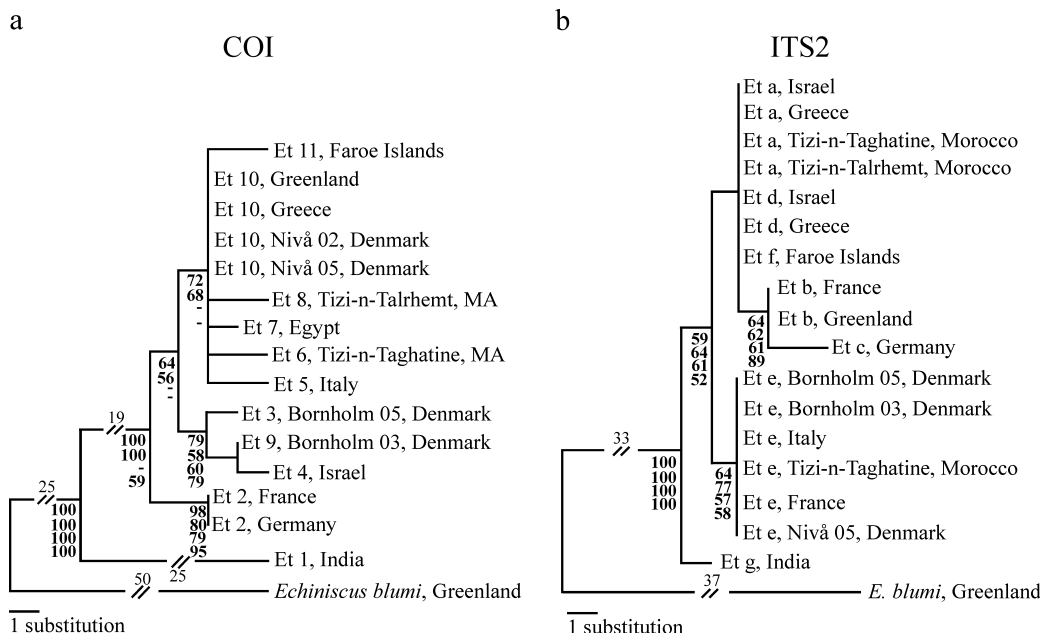 a
COI
Et 11, Faroe Islands
Et 10, Greenland
Et 10, Greece
Et 10, Nivå 02, Denmark
Et 10, Nivå 05, Denmark
72
68
-
-
Et 8, Tizi-n-Talrhemt, MA
Et 7, Egypt
Et 6, Tizi-n-Taghatine, MA
Et 5, Italy
64
56
-
-
Et 3, Bornholm 05, Denmark
Et 9, Bornholm 03, Denmark
Et 4, Israel
79
58
60
79
19
100
100
-
59
Et 2, France
Et 2, Germany
98
80
79
95
25
100
100
100
100
Et 1, India
25
50
Echiniscus blumi, Greenland
1 substitution
b
ITS2
Et a, Israel
Et a, Greece
Et a, Tizi-n-Taghatine, Morocco
Et a, Tizi-n-Talrhemt, Morocco
Et d, Israel
Et d, Greece
Et f, Faroe Islands
Et b, France
Et b, Greenland
Et c, Germany
64
62
61
89
59
64
61
52
Et e, Bornholm 05, Denmark
Et e, Bornholm 03, Denmark
Et e, Italy
Et e, Tizi-n-Taghatine, Morocco
Et e, France
Et e, Nivå 05, Denmark
64
77
57
58
33
100
100
100
100
Et g, India
37
E. blumi, Greenland
1 substitution